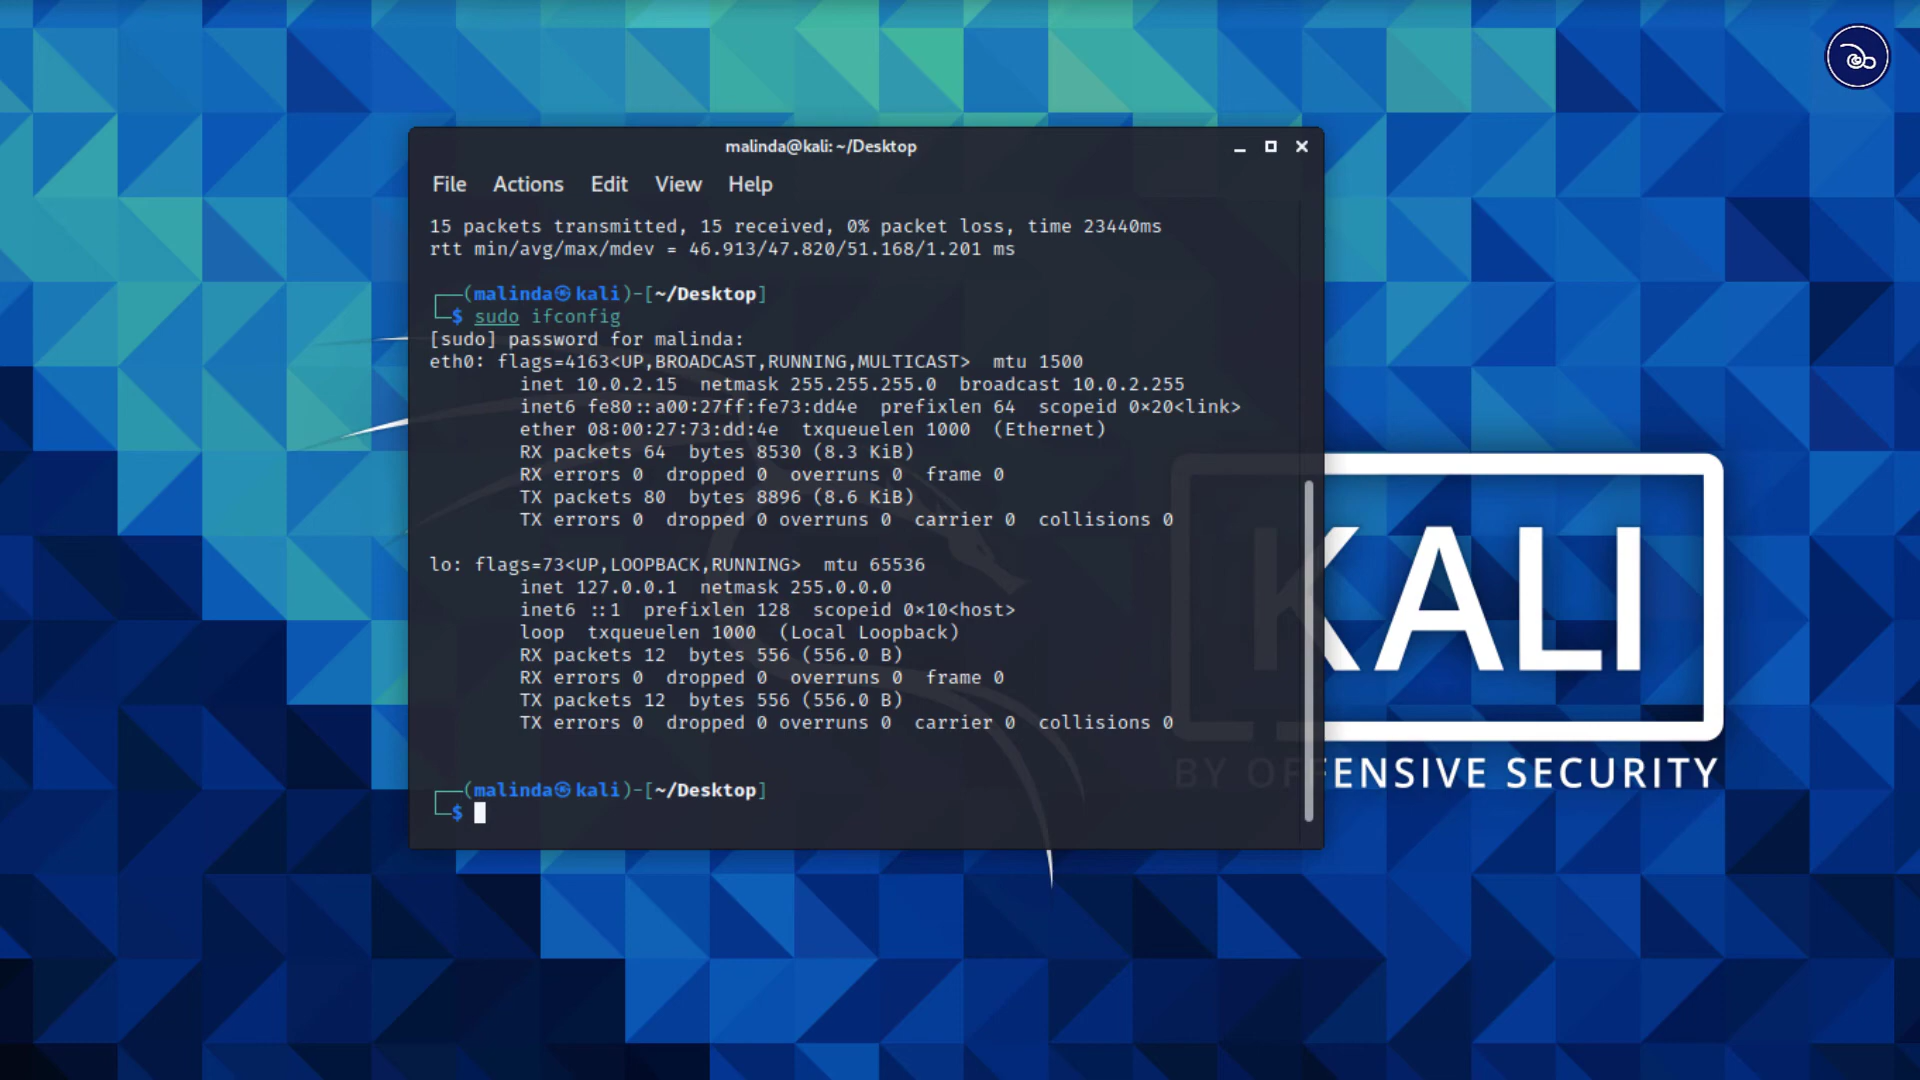 malinda@kali: ~/Desktop
File Actions Edit View Help
15 packets transmitted, 15 received, 0% packet loss, time 23440ms
rtt min/avg/max/mdev = 46.913/47.820/51.168/1.201 ms
┌──(malinda㉿kali)-[~/Desktop]
└─$ sudo ifconfig
[sudo] password for malinda:
eth0: flags=4163<UP,BROADCAST,RUNNING,MULTICAST>  mtu 1500
        inet 10.0.2.15  netmask 255.255.255.0  broadcast 10.0.2.255
        inet6 fe80::a00:27ff:fe73:dd4e  prefixlen 64  scopeid 0x20<link>
        ether 08:00:27:73:dd:4e  txqueuelen 1000  (Ethernet)
        RX packets 64  bytes 8530 (8.3 KiB)
        RX errors 0  dropped 0  overruns 0  frame 0
        TX packets 80  bytes 8896 (8.6 KiB)
        TX errors 0  dropped 0 overruns 0  carrier 0  collisions 0
lo: flags=73<UP,LOOPBACK,RUNNING>  mtu 65536
        inet 127.0.0.1  netmask 255.0.0.0
        inet6 ::1  prefixlen 128  scopeid 0x10<host>
        loop  txqueuelen 1000  (Local Loopback)
        RX packets 12  bytes 556 (556.0 B)
        RX errors 0  dropped 0  overruns 0  frame 0
        TX packets 12  bytes 556 (556.0 B)
        TX errors 0  dropped 0 overruns 0  carrier 0  collisions 0
┌──(malinda㉿kali)-[~/Desktop]
└─$
KALI
BY OFFENSIVE SECURITY